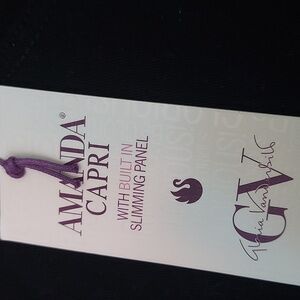 AMANDA®
CAPRI
WITH BUILT IN
SLIMMING PANEL
GV
Gloria Vanderbilt